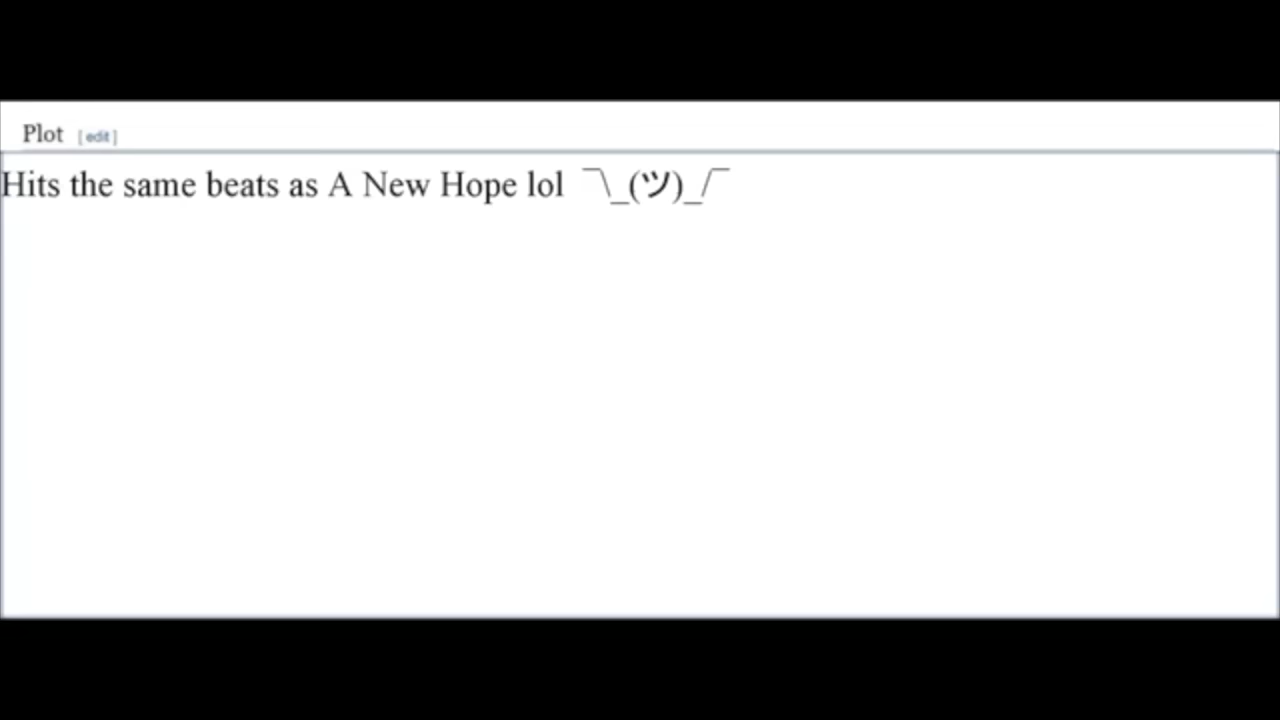 Plot [edit]
Hits the same beats as A New Hope lol ¯\_(ツ)_/¯